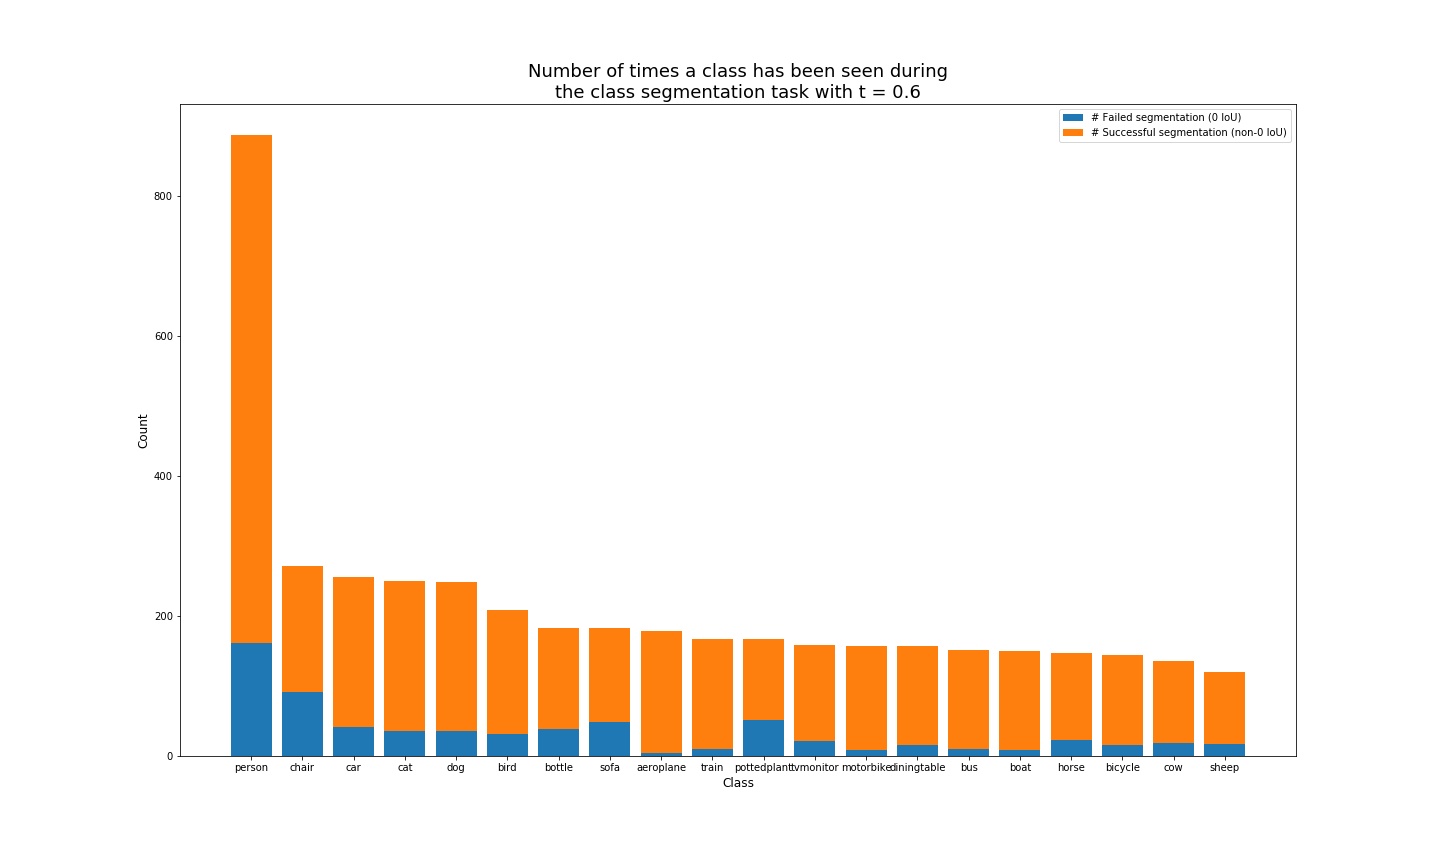 Number of times a class has been seen during
the class segmentation task with t = 0.6
# Failed segmentation (0 IoU)
# Successful segmentation (non-0 IoU)
800
600
400
200
0
Count
person chair car cat dog bird bottle sofa aeroplane train pottedplant tvmonitor motorbike diningtable bus boat horse bicycle cow sheep
Class